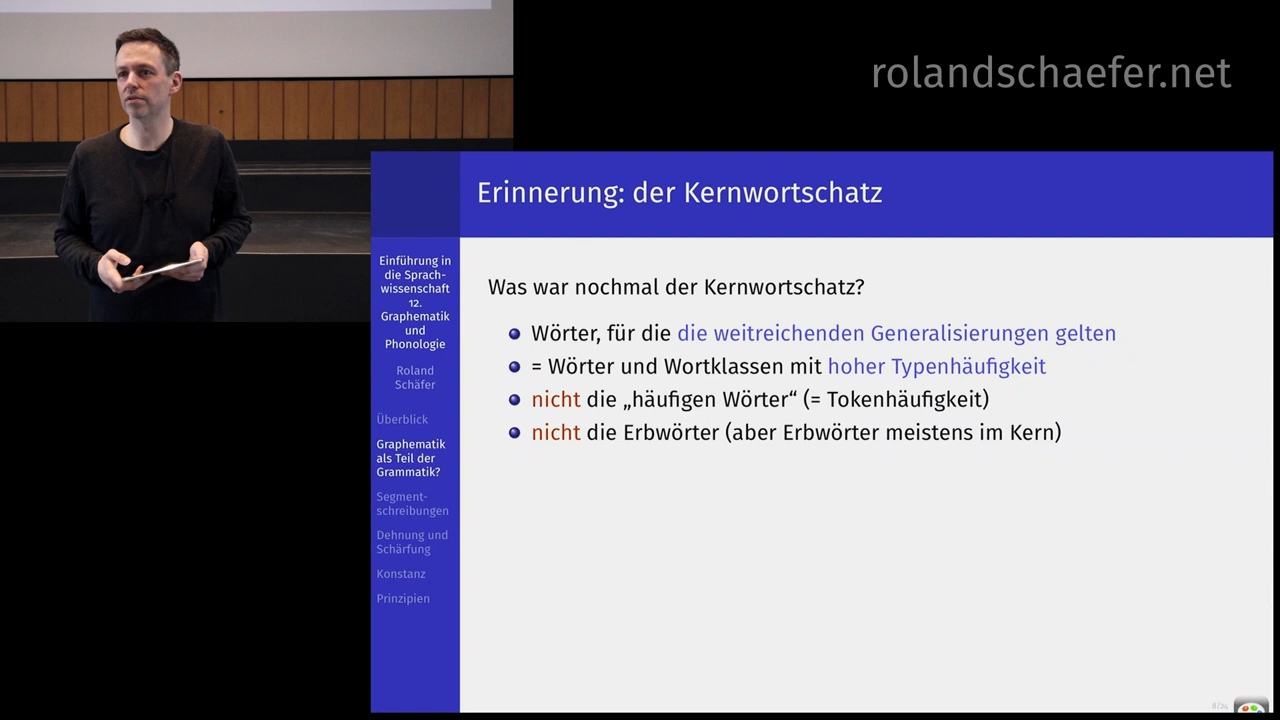 rolandschaefer.net
Erinnerung: der Kernwortschatz
Einführung in
die Sprach-
wissenschaft
12.
Graphematik
und
Phonologie
Roland
Schäfer
Überblick
Graphematik
als Teil der
Grammatik?
Segment-
schreibungen
Dehnung und
Schärfung
Konstanz
Prinzipien
Was war nochmal der Kernwortschatz?
Wörter, für die die weitreichenden Generalisierungen gelten
= Wörter und Wortklassen mit hoher Typenhäufigkeit
nicht die „häufigen Wörter“ (= Tokenhäufigkeit)
nicht die Erbwörter (aber Erbwörter meistens im Kern)
8/24